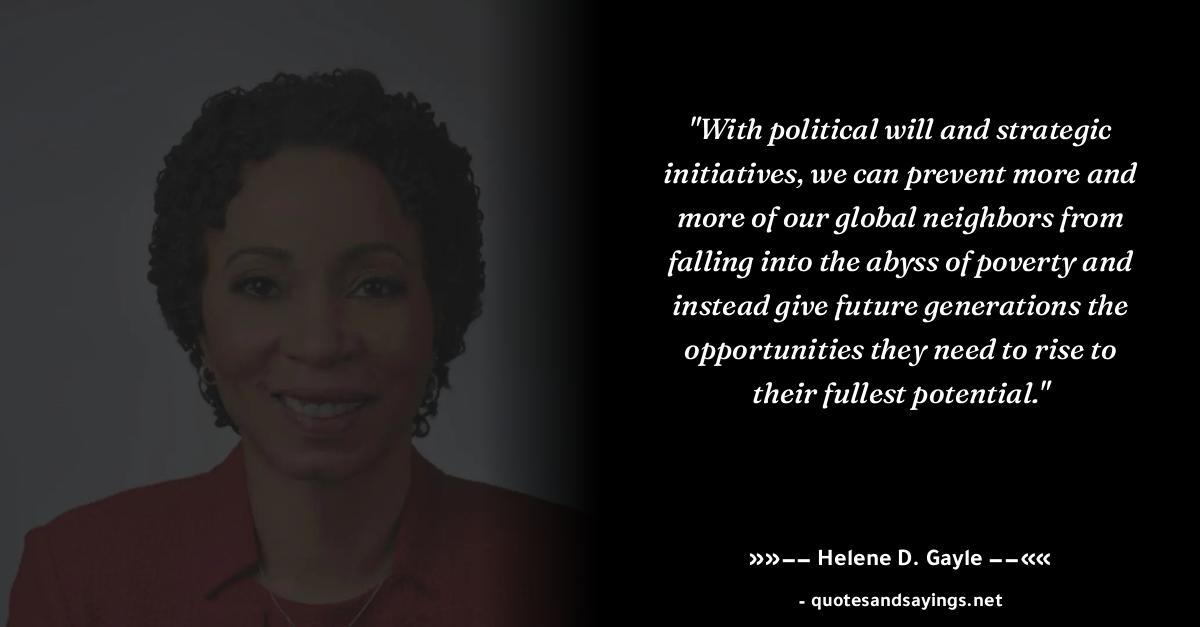 "With political will and strategic
initiatives, we can prevent more and
more of our global neighbors from
falling into the abyss of poverty and
instead give future generations the
opportunities they need to rise to
their fullest potential."
»»−− Helene D. Gayle −−««
- quotesandsayings.net